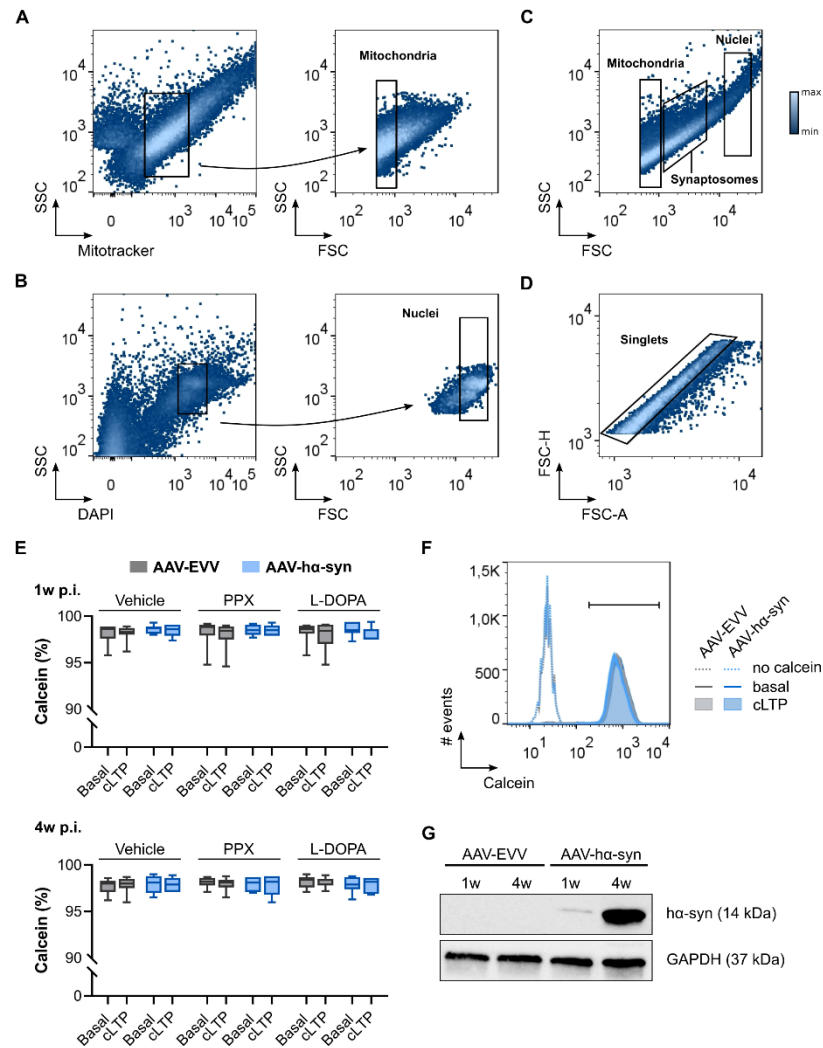 A
10⁴
10³
10²
SSC
0
10³
10⁴
10⁵
Mitotracker
Mitochondria
10⁴
10³
10²
SSC
0
10²
10³
10⁴
FSC
C
Nuclei
Mitochondria
Synaptosomes
10⁴
10³
10²
SSC
0
10²
10³
10⁴
FSC
max
min
B
10⁴
10³
10²
SSC
0
10³
10⁴
10⁵
DAPI
Nuclei
10⁴
10³
10²
SSC
0
10²
10³
10⁴
FSC
D
Singlets
10⁴
10³
FSC-H
10³
10⁴
FSC-A
E
AAV-EVV AAV-hα-syn
1w p.i.
Vehicle PPX L-DOPA
100
97.5
95
90
0
Calcein (%)
Basal cLTP Basal cLTP Basal cLTP Basal cLTP Basal cLTP Basal cLTP
4w p.i.
Vehicle PPX L-DOPA
100
97.5
95
90
0
Calcein (%)
Basal cLTP Basal cLTP Basal cLTP Basal cLTP Basal cLTP Basal cLTP
F
1,5K
1,0K
500
0
# events
10¹ 10² 10³ 10⁴
Calcein
AAV-EVV
AAV-hα-syn
no calcein
basal
cLTP
G
AAV-EVV AAV-hα-syn
1w 4w 1w 4w
hα-syn (14 kDa)
GAPDH (37 kDa)